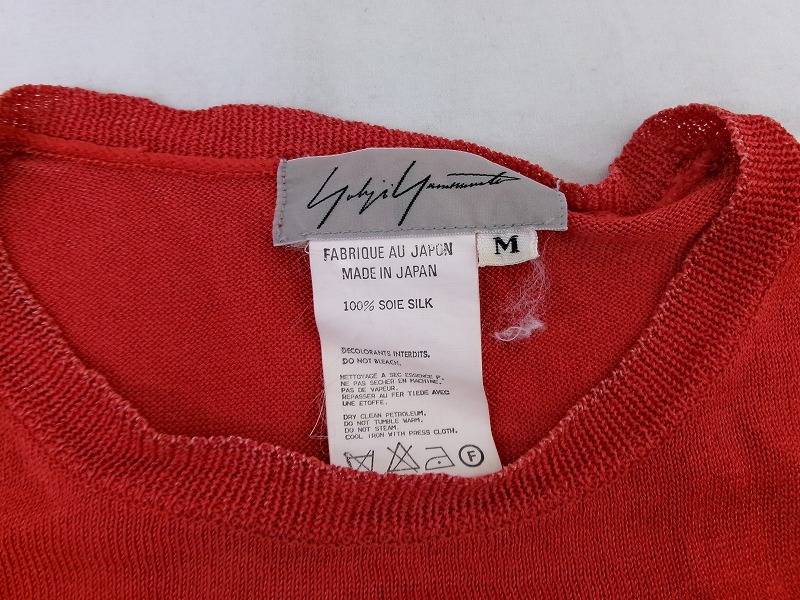 Yohji Yamamoto
M
FABRIQUE AU JAPON
MADE IN JAPAN
100% SOIE SILK
DECOLORANTS INTERDITS.
DO NOT BLEACH.
METTOYAGE A SEC ESSENCE P.
NE PAS SECHER EN MACHINE.
PAS DE VAPEUR.
REPASSER AU FER TIEDE AVEC
UNE ETOFFE.
DRY CLEAN PETROLEUM.
DO NOT TUMBLE WARM.
DO NOT STEAM.
COOL IRON WITH PRESS CLOTH.
F